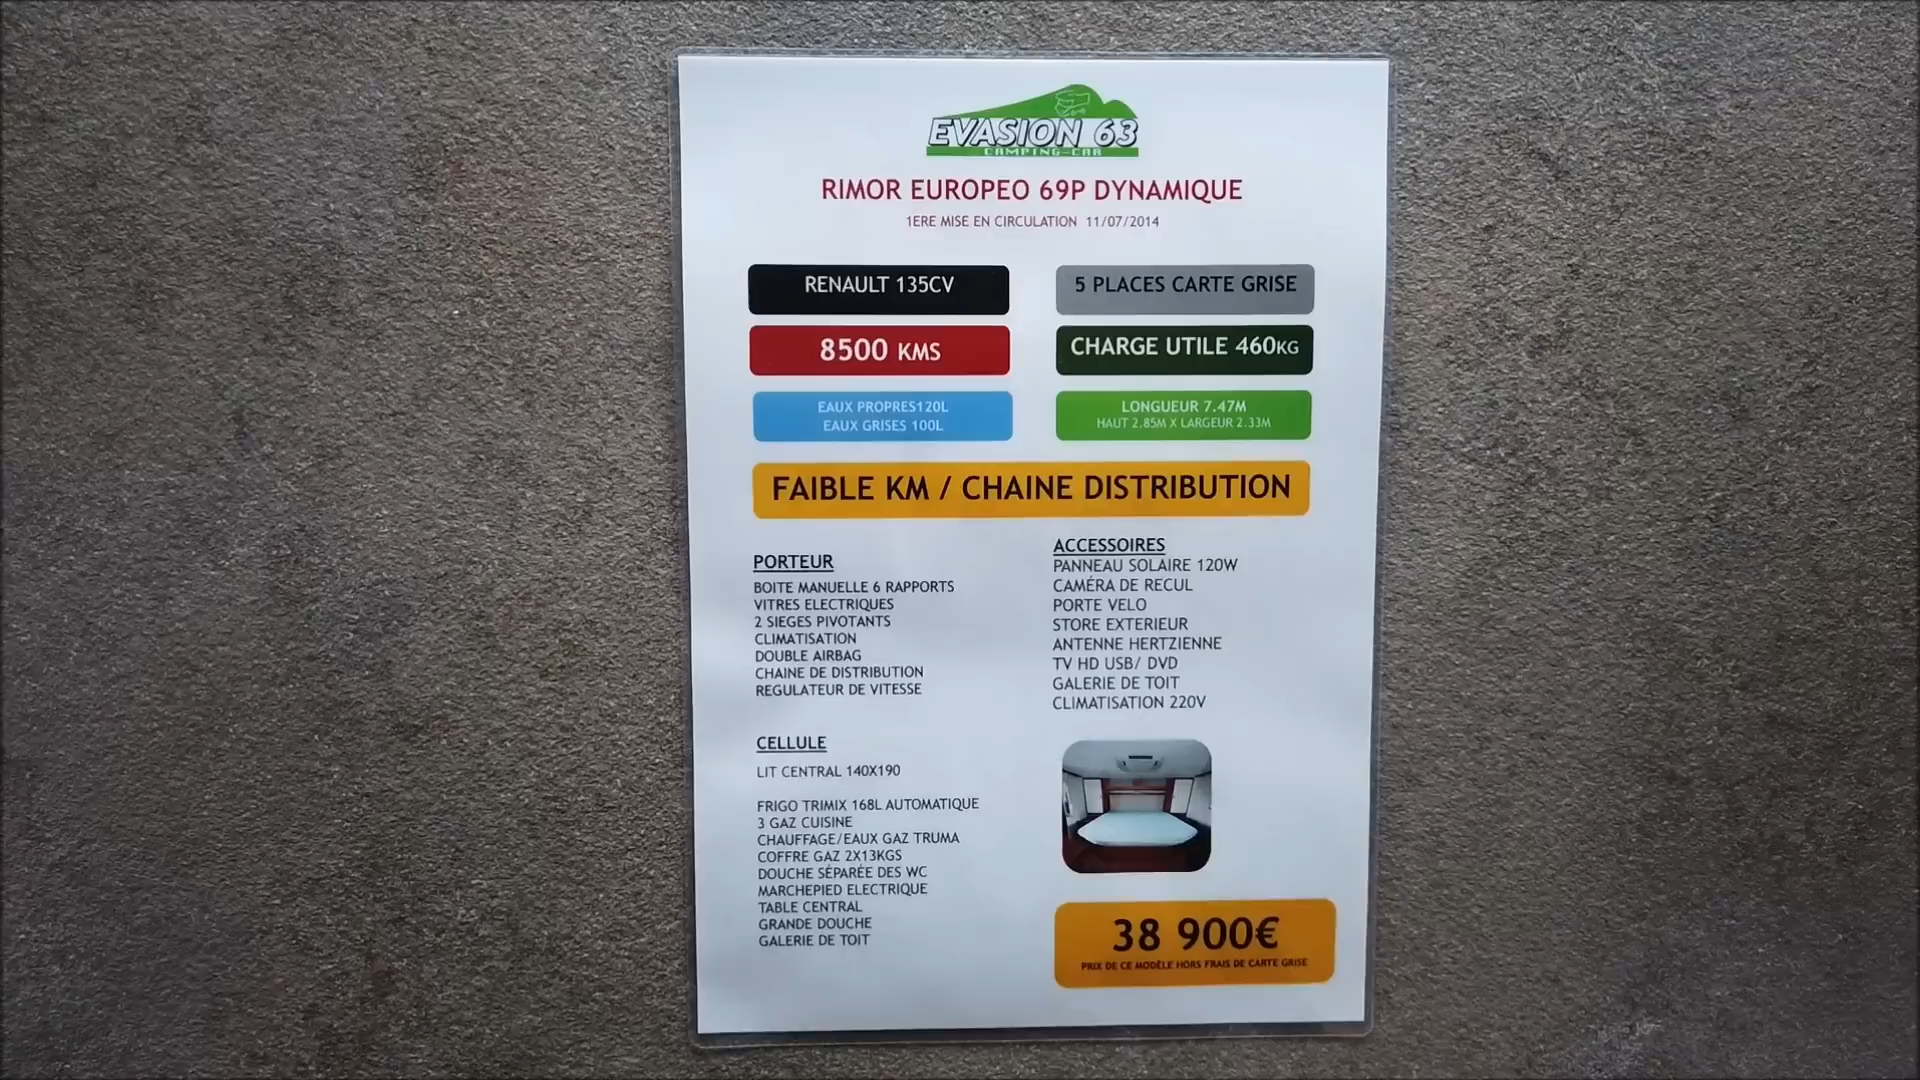 EVASION 63
CAMPING-CAR
RIMOR EUROPEO 69P DYNAMIQUE
1ERE MISE EN CIRCULATION 11/07/2014
RENAULT 135CV
5 PLACES CARTE GRISE
8500 KMS
CHARGE UTILE 460KG
EAUX PROPRES120L
EAUX GRISES 100L
LONGUEUR 7.47M
HAUT 2.85M X LARGEUR 2.33M
FAIBLE KM / CHAINE DISTRIBUTION
PORTEUR
BOITE MANUELLE 6 RAPPORTS
VITRES ELECTRIQUES
2 SIEGES PIVOTANTS
CLIMATISATION
DOUBLE AIRBAG
CHAINE DE DISTRIBUTION
REGULATEUR DE VITESSE
ACCESSOIRES
PANNEAU SOLAIRE 120W
CAMÉRA DE RECUL
PORTE VELO
STORE EXTERIEUR
ANTENNE HERTZIENNE
TV HD USB/ DVD
GALERIE DE TOIT
CLIMATISATION 220V
CELLULE
LIT CENTRAL 140X190
FRIGO TRIMIX 168L AUTOMATIQUE
3 GAZ CUISINE
CHAUFFAGE/EAUX GAZ TRUMA
COFFRE GAZ 2X13KGS
DOUCHE SÉPARÉE DES WC
MARCHEPIED ELECTRIQUE
TABLE CENTRAL
GRANDE DOUCHE
GALERIE DE TOIT
38 900€
PRIX DE CE MODÈLE HORS FRAIS DE CARTE GRISE